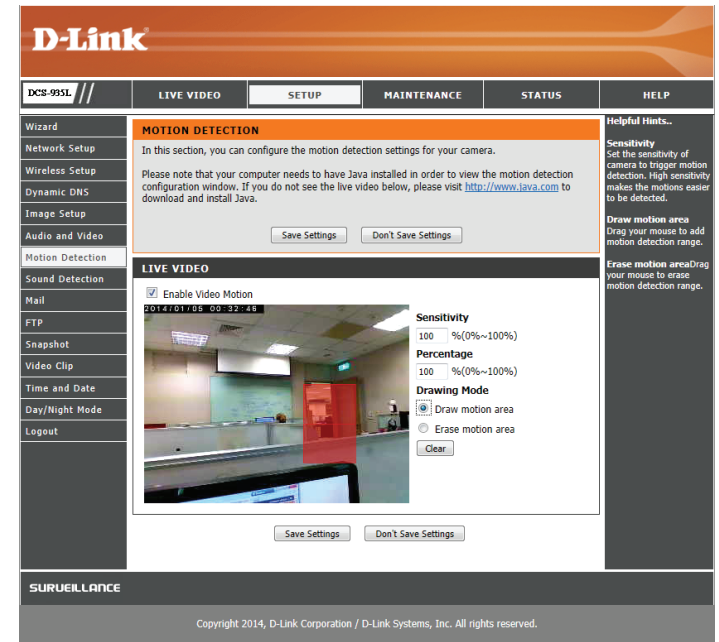 D-Link
DCS-935L //
LIVE VIDEO
SETUP
MAINTENANCE
STATUS
HELP
Wizard
Network Setup
Wireless Setup
Dynamic DNS
Image Setup
Audio and Video
Motion Detection
Sound Detection
Mail
FTP
Snapshot
Video Clip
Time and Date
Day/Night Mode
Logout
MOTION DETECTION
In this section, you can configure the motion detection settings for your camera.
Please note that your computer needs to have Java installed in order to view the motion detection
configuration window. If you do not see the live video below, please visit http://www.java.com to
download and install Java.
Save Settings
Don't Save Settings
LIVE VIDEO
Enable Video Motion
2014/01/05 00:32:46
Sensitivity
100 %(0%~100%)
Percentage
100 %(0%~100%)
Drawing Mode
Draw motion area
Erase motion area
Clear
Save Settings
Don't Save Settings
Helpful Hints..
Sensitivity
Set the sensitivity of
camera to trigger motion
detection. High sensitivity
makes the motions easier
to be detected.
Draw motion area
Drag your mouse to add
motion detection range.
Erase motion areaDrag
your mouse to erase
motion detection range.
SURVEILLANCE
Copyright 2014, D-Link Corporation / D-Link Systems, Inc. All rights reserved.